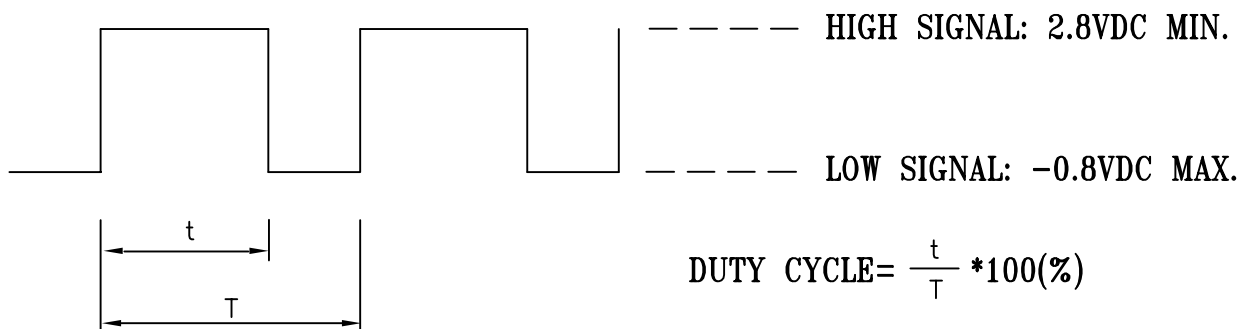 HIGH SIGNAL: 2.8VDC MIN.
LOW SIGNAL: -0.8VDC MAX.
t
T
DUTY CYCLE= t/T *100(%)